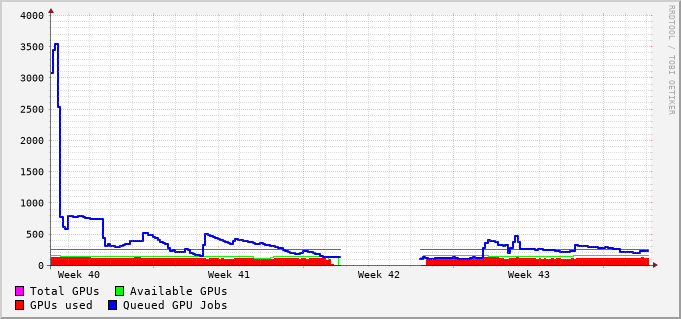 4000
3500
3000
2500
2000
1500
1000
500
0
Week 40 Week 41 Week 42 Week 43
Total GPUs Available GPUs
GPUs used Queued GPU Jobs
RRDTOOL / TOBI OETIKER